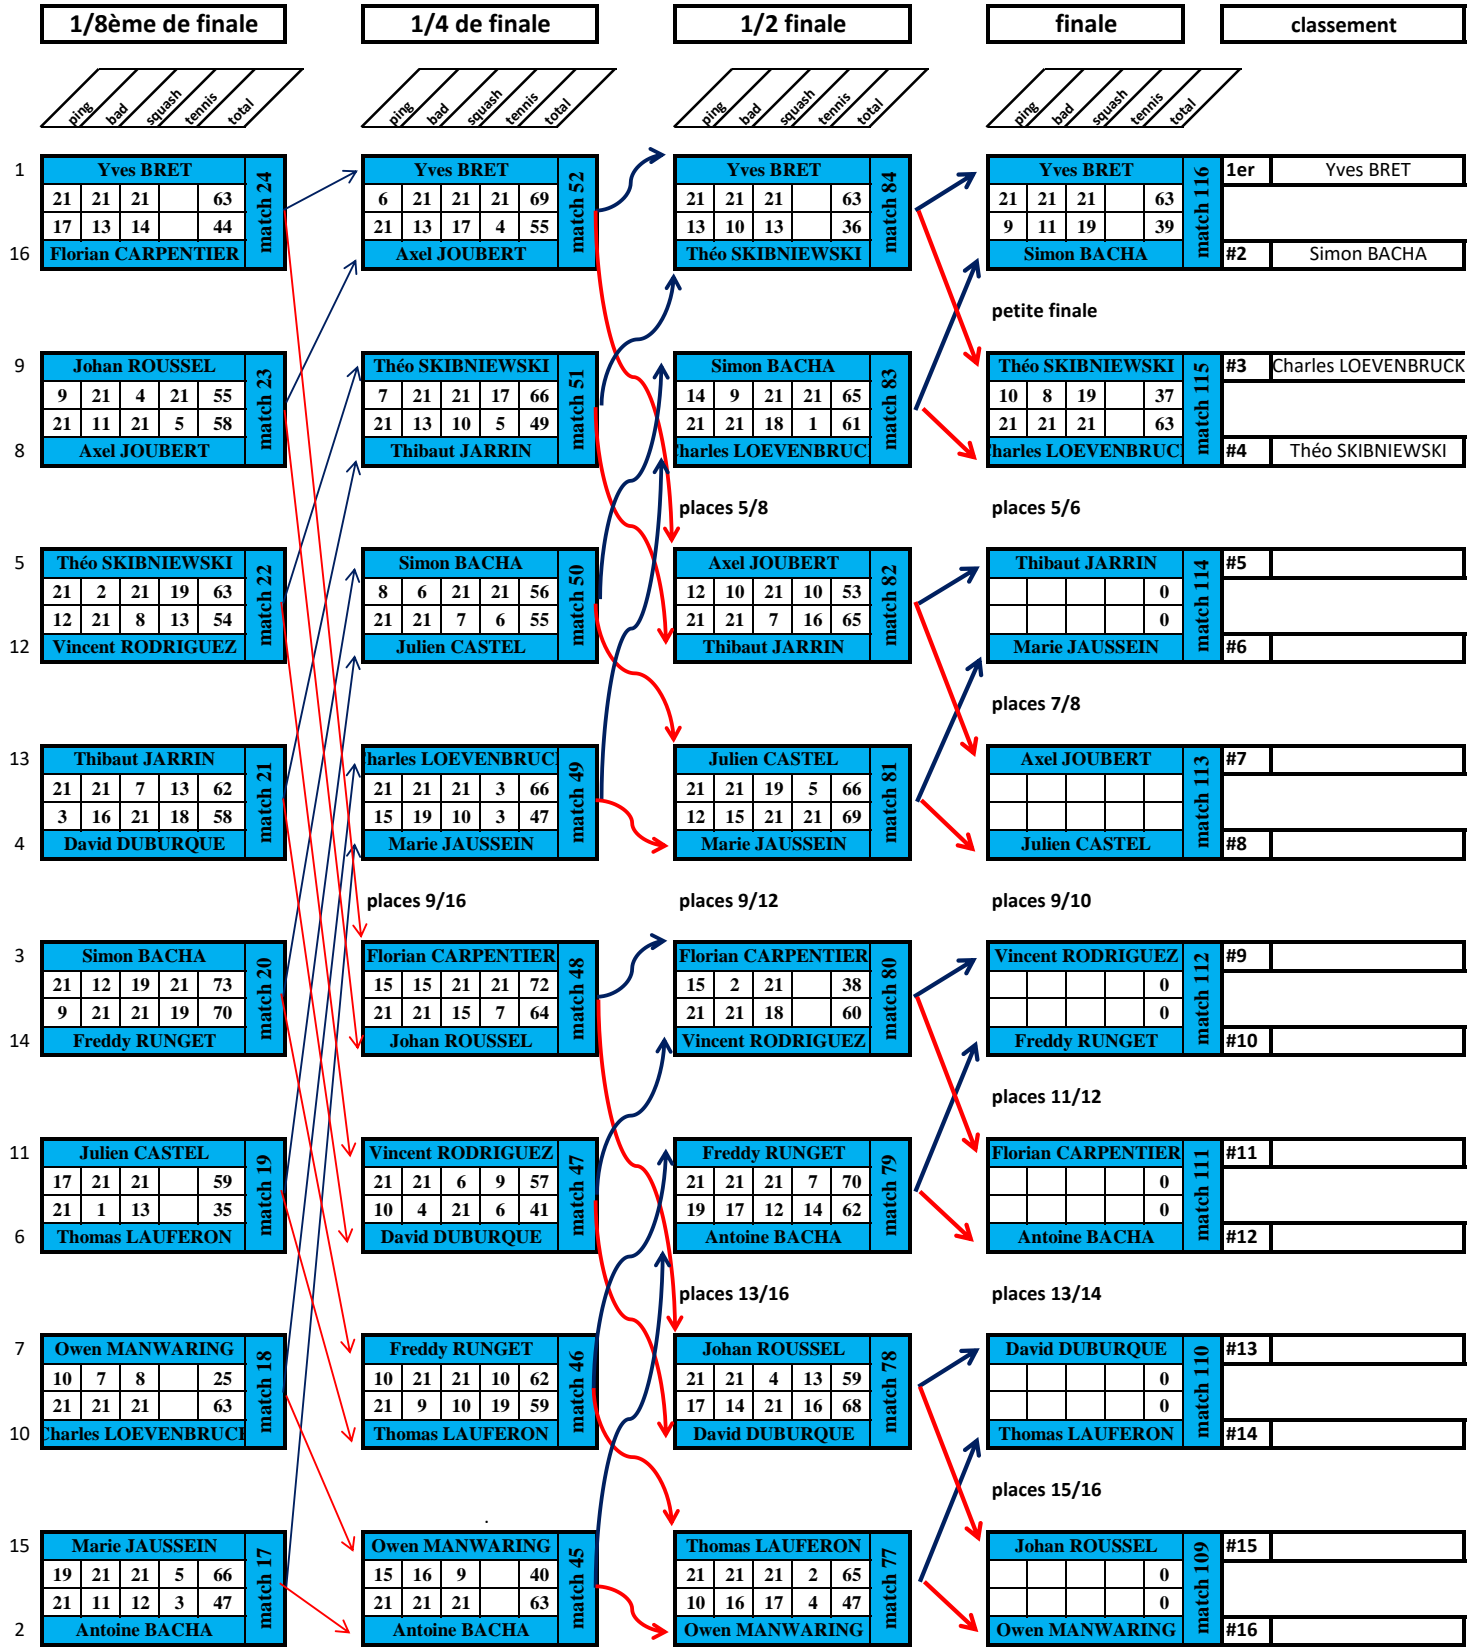 1/8ème de finale 1/4 de finale 1/2 finale finale classement
ping bad squash tennis total ping bad squash tennis total ping bad squash tennis total ping bad squash tennis total
1 Yves BRET match 24 Yves BRET match 52 Yves BRET match 84 Yves BRET match 116 1er Yves BRET
21 21 21 63 6 21 21 21 69 21 21 21 63 21 21 21 63
17 13 14 44 21 13 17 4 55 13 10 13 36 9 11 19 39
16 Florian CARPENTIER Axel JOUBERT Théo SKIBNIEWSKI Simon BACHA #2 Simon BACHA
petite finale
9 Johan ROUSSEL match 23 Théo SKIBNIEWSKI match 51 Simon BACHA match 83 Théo SKIBNIEWSKI match 115 #3 Charles LOEVENBRUCK
9 21 4 21 55 7 21 21 17 66 14 9 21 21 65 10 8 19 37
21 11 21 5 58 21 13 10 5 49 21 21 18 1 61 21 21 21 63
8 Axel JOUBERT Thibaut JARRIN harles LOEVENBRUC harles LOEVENBRUC #4 Théo SKIBNIEWSKI
places 5/8 places 5/6
5 Théo SKIBNIEWSKI match 22 Simon BACHA match 50 Axel JOUBERT match 82 Thibaut JARRIN match 114 #5
21 2 21 19 63 8 6 21 21 56 12 10 21 10 53 0
12 21 8 13 54 21 21 7 6 55 21 21 7 16 65 0
12 Vincent RODRIGUEZ Julien CASTEL Thibaut JARRIN Marie JAUSSEIN #6
places 7/8
13 Thibaut JARRIN match 21 harles LOEVENBRUC match 49 Julien CASTEL match 81 Axel JOUBERT match 113 #7
21 21 7 13 62 21 21 21 3 66 21 21 19 5 66
3 16 21 18 58 15 19 10 3 47 12 15 21 21 69
4 David DUBURQUE Marie JAUSSEIN Marie JAUSSEIN Julien CASTEL #8
places 9/16 places 9/12 places 9/10
3 Simon BACHA match 20 Florian CARPENTIER match 48 Florian CARPENTIER match 80 Vincent RODRIGUEZ match 112 #9
21 12 19 21 73 15 15 21 21 72 15 2 21 38 0
9 21 21 19 70 21 21 15 7 64 21 21 18 60 0
14 Freddy RUNGET Johan ROUSSEL Vincent RODRIGUEZ Freddy RUNGET #10
places 11/12
11 Julien CASTEL match 19 Vincent RODRIGUEZ match 47 Freddy RUNGET match 79 Florian CARPENTIER match 111 #11
17 21 21 59 21 21 6 9 57 21 21 21 7 70 0
21 1 13 35 10 4 21 6 41 19 17 12 14 62 0
6 Thomas LAUFERON David DUBURQUE Antoine BACHA Antoine BACHA #12
places 13/16 places 13/14
7 Owen MANWARING match 18 Freddy RUNGET match 46 Johan ROUSSEL match 78 David DUBURQUE match 110 #13
10 7 8 25 10 21 21 10 62 21 21 4 13 59 0
21 21 21 63 21 9 10 19 59 17 14 21 16 68 0
10 Charles LOEVENBRUCK Thomas LAUFERON David DUBURQUE Thomas LAUFERON #14
places 15/16
15 Marie JAUSSEIN match 17 Owen MANWARING match 45 Thomas LAUFERON match 77 Johan ROUSSEL match 109 #15
19 21 21 5 66 15 16 9 40 21 21 21 2 65 0
21 11 12 3 47 21 21 21 63 10 16 17 4 47 0
2 Antoine BACHA Antoine BACHA Owen MANWARING Owen MANWARING #16